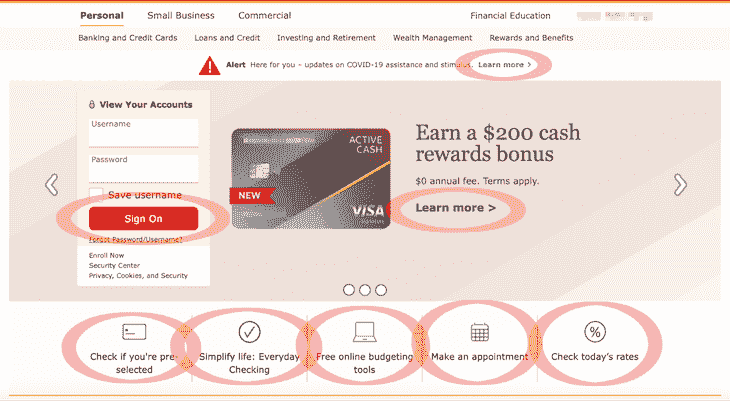 Personal Small Business Commercial Financial Education
Banking and Credit Cards Loans and Credit Investing and Retirement Wealth Management Rewards and Benefits
Alert Here for you – updates on COVID-19 assistance and stimulus. Learn more >
View Your Accounts
Username
Password
Save username
Sign On
Forgot Password/Username?
Enroll Now
Security Center
Privacy, Cookies, and Security
ACTIVE
CASH
NEW
VISA
Earn a $200 cash
rewards bonus
$0 annual fee. Terms apply.
Learn more >
Check if you're pre-
selected
Simplify life: Everyday
Checking
Free online budgeting
tools
Make an appointment
Check today's rates